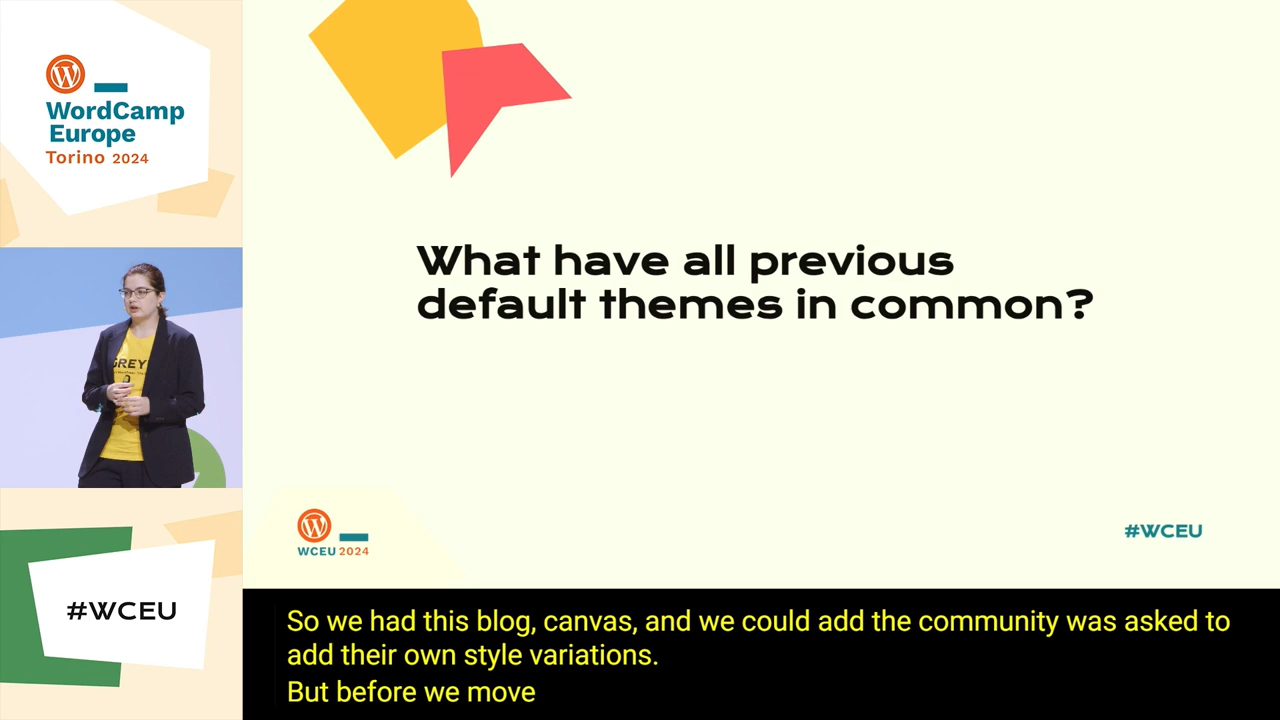 WordCamp
Europe
Torino 2024
GREY
#WCEU
What have all previous
default themes in common?
WCEU 2024
#WCEU
So we had this blog, canvas, and we could add the community was asked to
add their own style variations.
But before we move